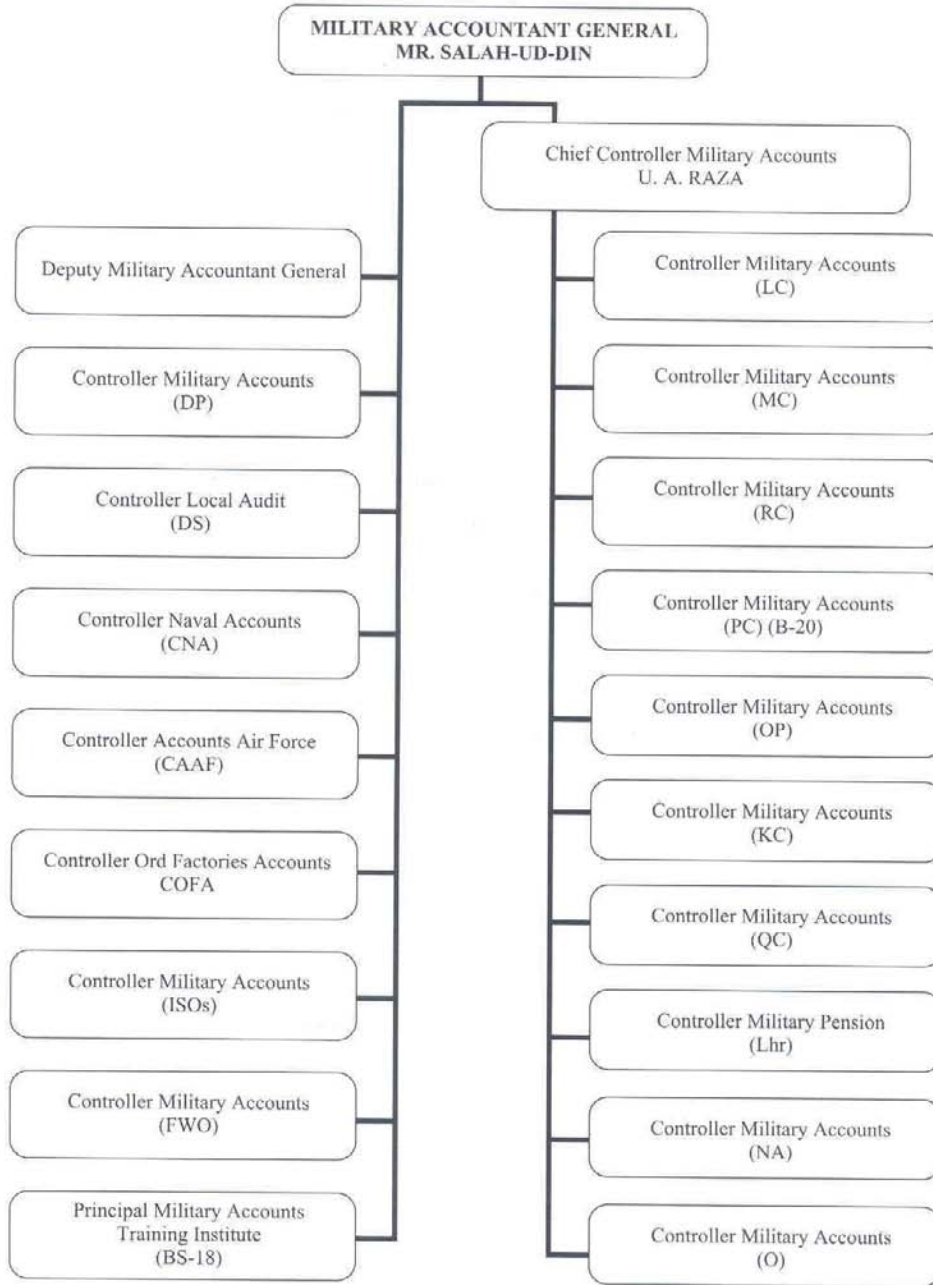 MILITARY ACCOUNTANT GENERAL
MR. SALAH-UD-DIN
Chief Controller Military Accounts
U. A. RAZA
Deputy Military Accountant General
Controller Military Accounts
(DP)
Controller Local Audit
(DS)
Controller Naval Accounts
(CNA)
Controller Accounts Air Force
(CAAF)
Controller Ord Factories Accounts
COFA
Controller Military Accounts
(ISOs)
Controller Military Accounts
(FWO)
Principal Military Accounts
Training Institute
(BS-18)
Controller Military Accounts
(LC)
Controller Military Accounts
(MC)
Controller Military Accounts
(RC)
Controller Military Accounts
(PC) (B-20)
Controller Military Accounts
(OP)
Controller Military Accounts
(KC)
Controller Military Accounts
(QC)
Controller Military Pension
(Lhr)
Controller Military Accounts
(NA)
Controller Military Accounts
(O)